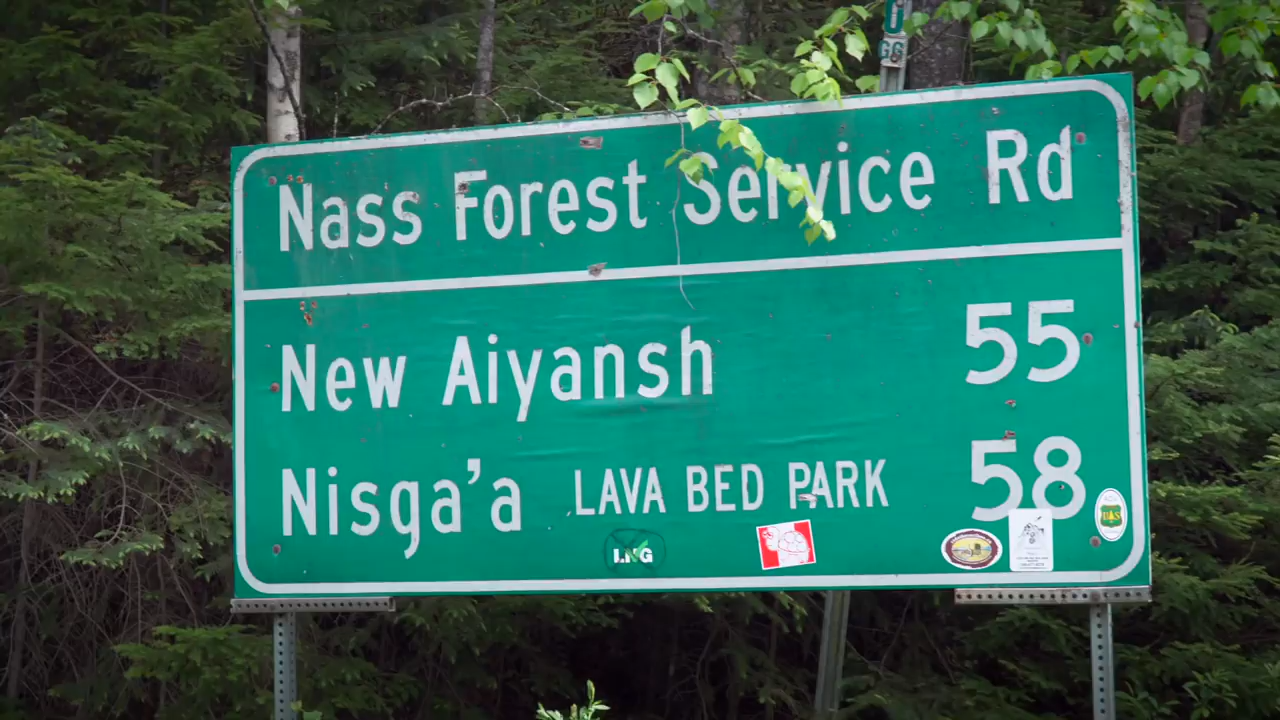 Nass Forest Service Rd
New Aiyansh 55
Nisga'a LAVA BED PARK 58
LNG